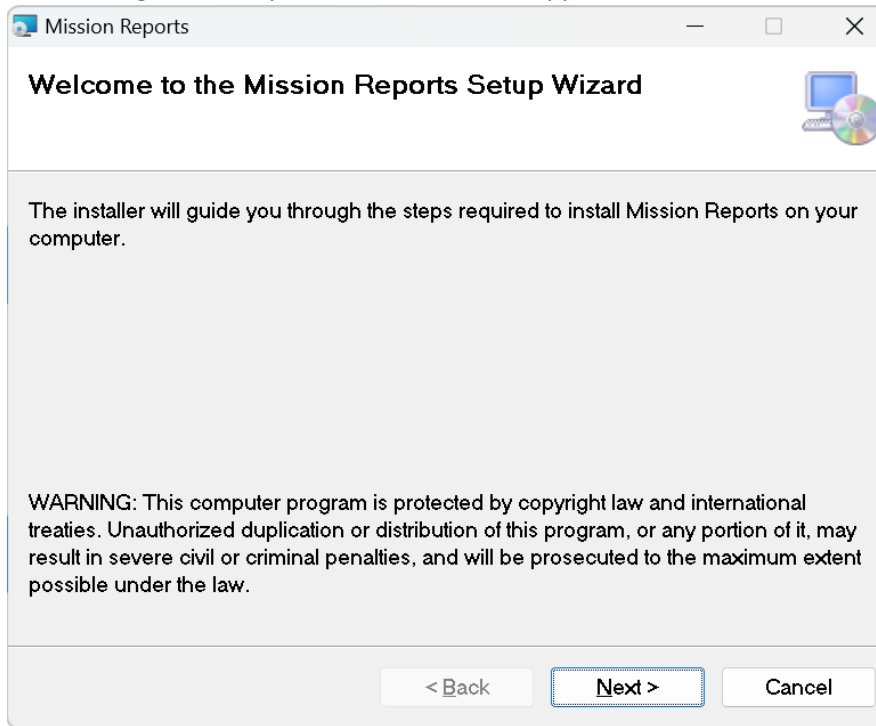 Mission Reports
Welcome to the Mission Reports Setup Wizard
The installer will guide you through the steps required to install Mission Reports on your
computer.
WARNING: This computer program is protected by copyright law and international
treaties. Unauthorized duplication or distribution of this program, or any portion of it, may
result in severe civil or criminal penalties, and will be prosecuted to the maximum extent
possible under the law.
< Back
Next >
Cancel